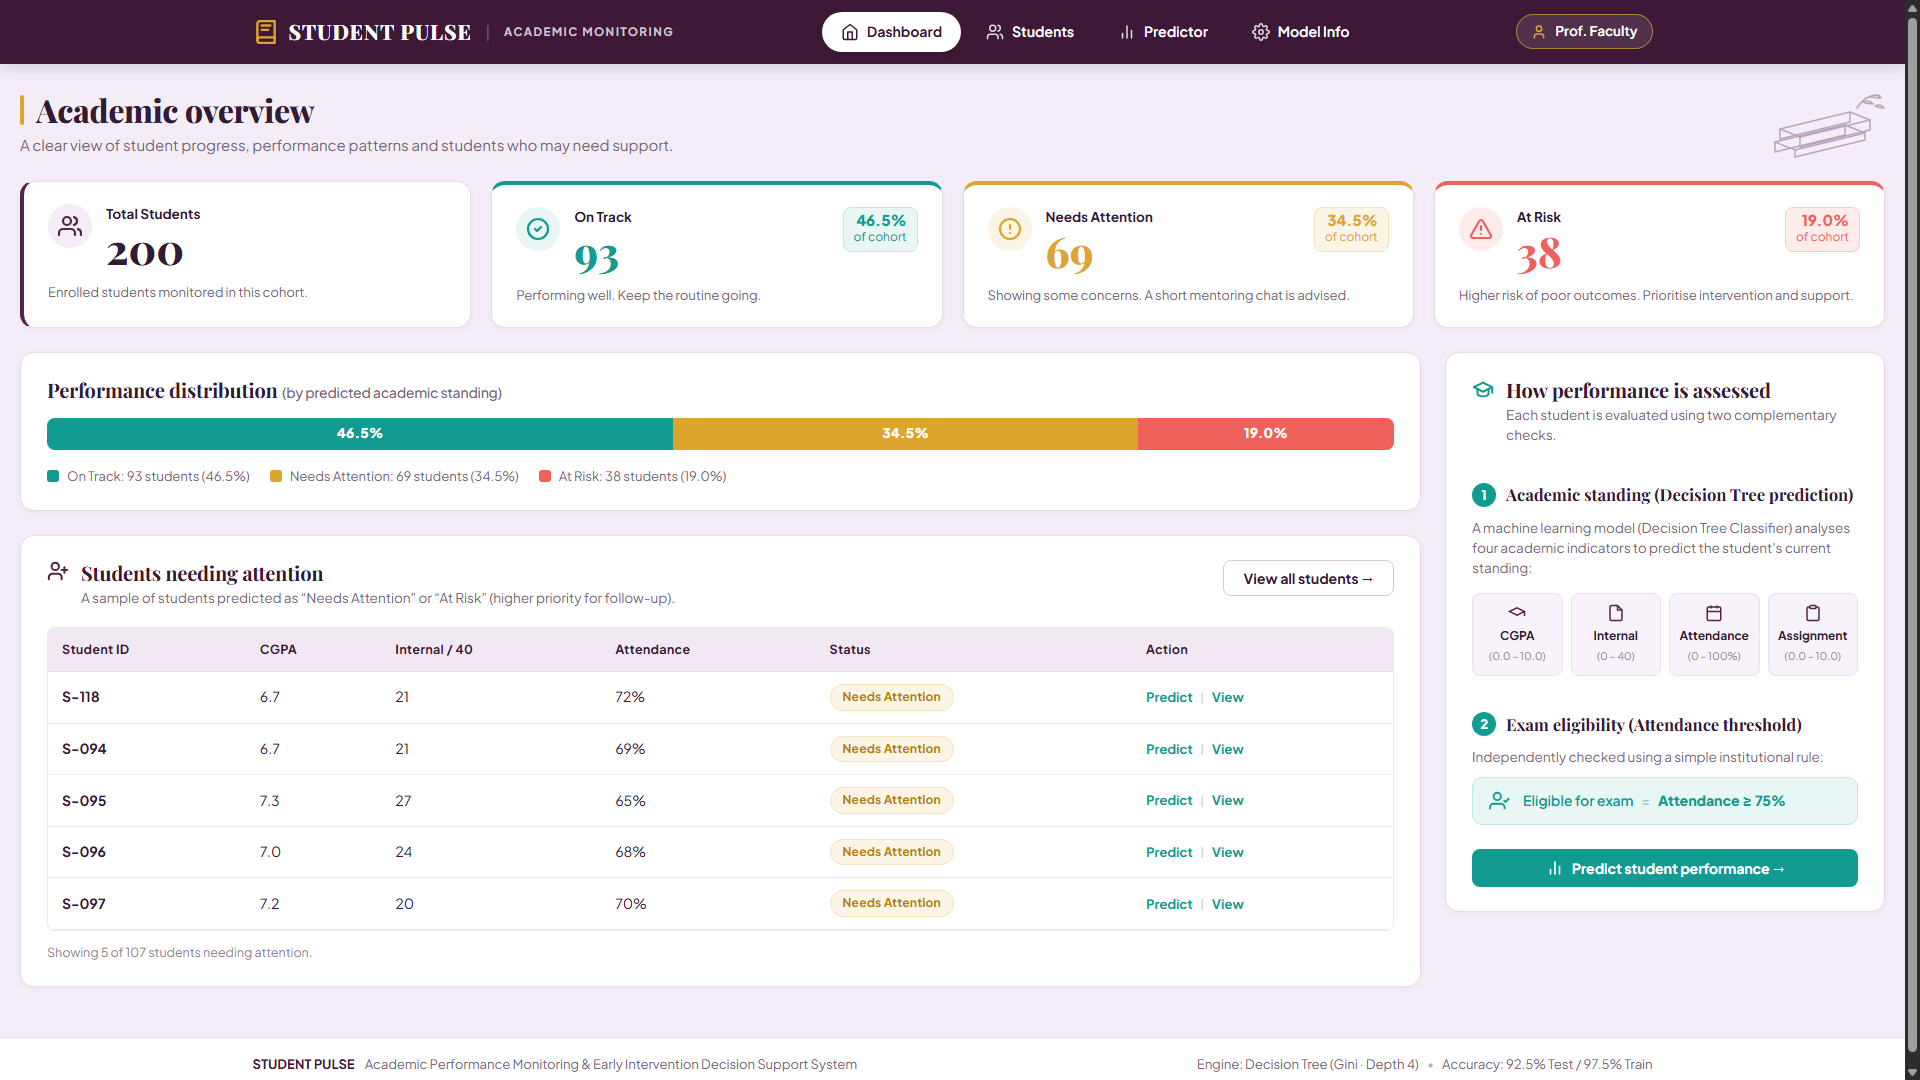 STUDENT PULSE | ACADEMIC MONITORING
Dashboard
Students
Predictor
Model Info
Prof. Faculty
Academic overview
A clear view of student progress, performance patterns and students who may need support.
Total Students
200
Enrolled students monitored in this cohort.
On Track
93
46.5%
of cohort
Performing well. Keep the routine going.
Needs Attention
69
34.5%
of cohort
Showing some concerns. A short mentoring chat is advised.
At Risk
38
19.0%
of cohort
Higher risk of poor outcomes. Prioritise intervention and support.
Performance distribution (by predicted academic standing)
46.5% 34.5% 19.0%
On Track: 93 students (46.5%) Needs Attention: 69 students (34.5%) At Risk: 38 students (19.0%)
Students needing attention
A sample of students predicted as “Needs Attention” or “At Risk” (higher priority for follow-up).
View all students →
Student ID CGPA Internal / 40 Attendance Status Action
S-118 6.7 21 72% Needs Attention Predict | View
S-094 6.7 21 69% Needs Attention Predict | View
S-095 7.3 27 65% Needs Attention Predict | View
S-096 7.0 24 68% Needs Attention Predict | View
S-097 7.2 20 70% Needs Attention Predict | View
Showing 5 of 107 students needing attention.
How performance is assessed
Each student is evaluated using two complementary
checks.
1 Academic standing (Decision Tree prediction)
A machine learning model (Decision Tree Classifier) analyses
four academic indicators to predict the student's current
standing:
CGPA
(0.0 – 10.0)
Internal
(0 – 40)
Attendance
(0 – 100%)
Assignment
(0.0 – 10.0)
2 Exam eligibility (Attendance threshold)
Independently checked using a simple institutional rule:
Eligible for exam = Attendance ≥ 75%
Predict student performance →
STUDENT PULSE Academic Performance Monitoring & Early Intervention Decision Support System
Engine: Decision Tree (Gini · Depth 4) • Accuracy: 92.5% Test / 97.5% Train